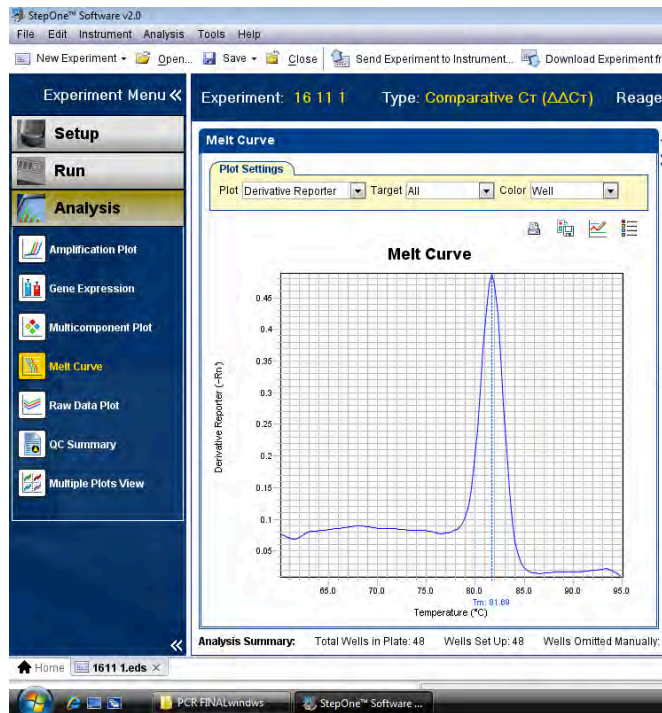 StepOne™ Software v2.0
File Edit Instrument Analysis Tools Help
New Experiment Open... Save Close Send Experiment to Instrument... Download Experiment fr
Experiment Menu «
Experiment: 16 11 1 Type: Comparative CT (ΔΔCT) Reage
Setup
Run
Analysis
Amplification Plot
Gene Expression
Multicomponent Plot
Melt Curve
Raw Data Plot
QC Summary
Multiple Plots View
«
Melt Curve
Plot Settings
Plot Derivative Reporter Target All Color Well
Melt Curve
0.45
0.4
0.35
0.3
0.25
0.2
0.15
0.1
0.05
Derivative Reporter (-Rn')
65.0 70.0 75.0 80.0 85.0 90.0 95.0
Tm: 81.69
Temperature (°C)
Analysis Summary: Total Wells in Plate: 48 Wells Set Up: 48 Wells Omitted Manually:
Home 1611 1.eds ×
PCR FINALwindws StepOne™ Software ...